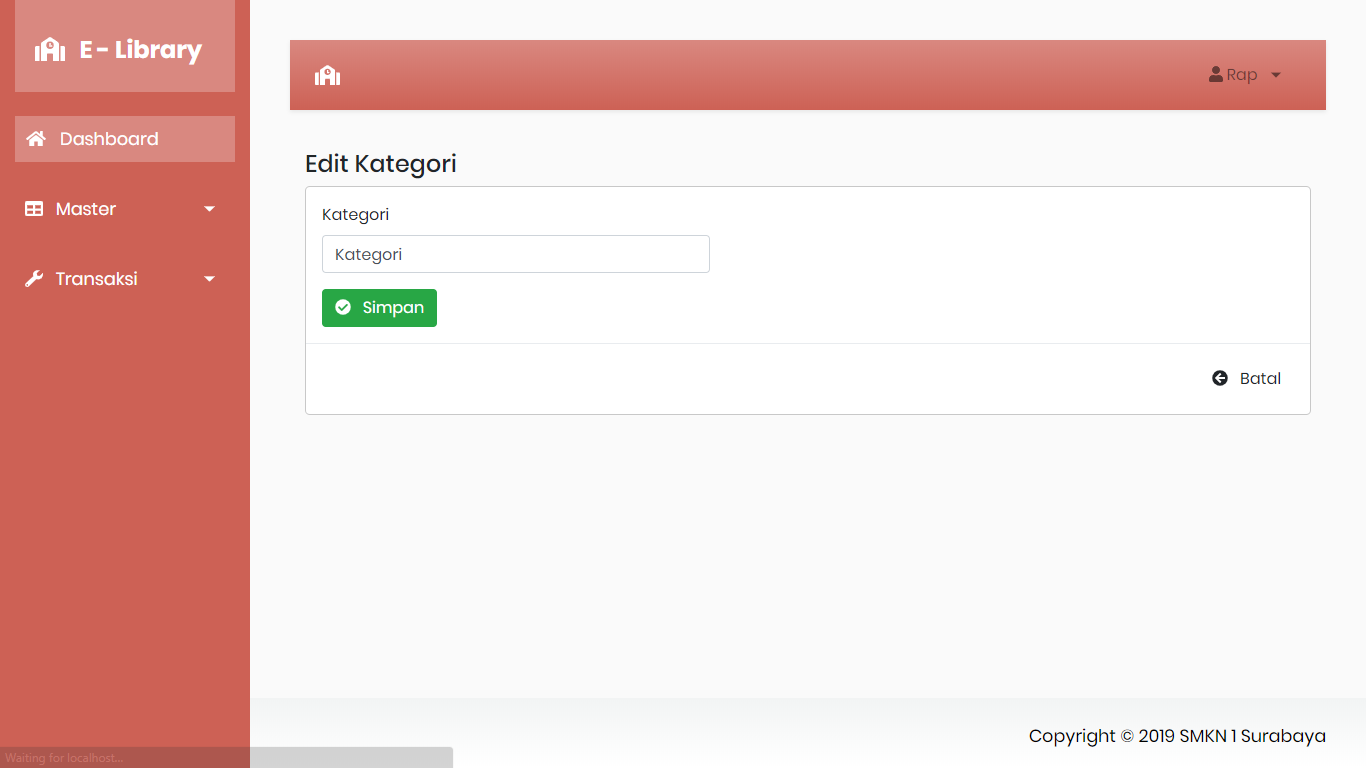 E - Library
Rap
Dashboard
Master
Transaksi
Edit Kategori
Kategori
Kategori
Simpan
Batal
Copyright © 2019 SMKN 1 Surabaya
Waiting for localhost...